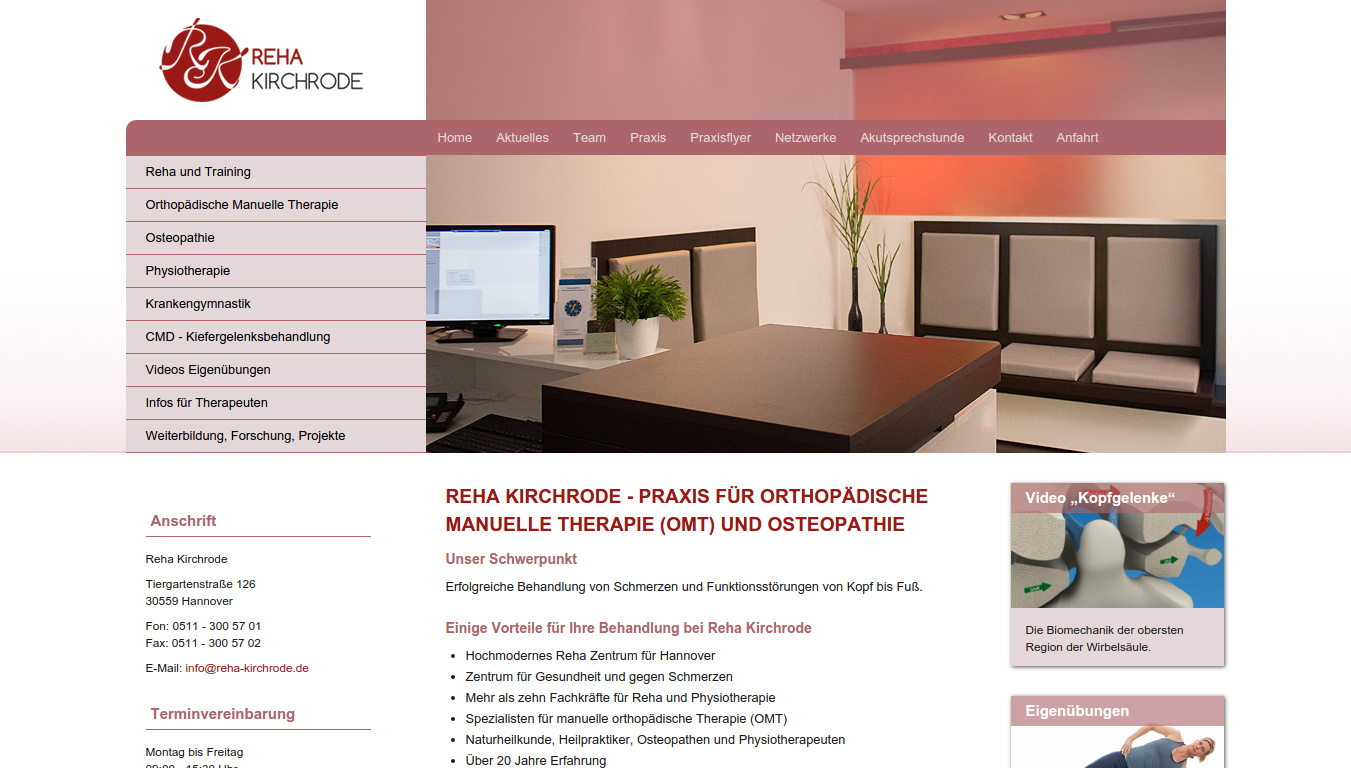 REHA
KIRCHRODE
Home Aktuelles Team Praxis Praxisflyer Netzwerke Akutsprechstunde Kontakt Anfahrt
Reha und Training
Orthopädische Manuelle Therapie
Osteopathie
Physiotherapie
Krankengymnastik
CMD - Kiefergelenksbehandlung
Videos Eigenübungen
Infos für Therapeuten
Weiterbildung, Forschung, Projekte
Anschrift
Reha Kirchrode
Tiergartenstraße 126
30559 Hannover
Fon: 0511 - 300 57 01
Fax: 0511 - 300 57 02
E-Mail: info@reha-kirchrode.de
Terminvereinbarung
Montag bis Freitag
09:00 - 15:30 Uhr
REHA KIRCHRODE - PRAXIS FÜR ORTHOPÄDISCHE
MANUELLE THERAPIE (OMT) UND OSTEOPATHIE
Unser Schwerpunkt
Erfolgreiche Behandlung von Schmerzen und Funktionsstörungen von Kopf bis Fuß.
Einige Vorteile für Ihre Behandlung bei Reha Kirchrode
Hochmodernes Reha Zentrum für Hannover
Zentrum für Gesundheit und gegen Schmerzen
Mehr als zehn Fachkräfte für Reha und Physiotherapie
Spezialisten für manuelle orthopädische Therapie (OMT)
Naturheilkunde, Heilpraktiker, Osteopathen und Physiotherapeuten
Über 20 Jahre Erfahrung
Video „Kopfgelenke“
Die Biomechanik der obersten
Region der Wirbelsäule.
Eigenübungen